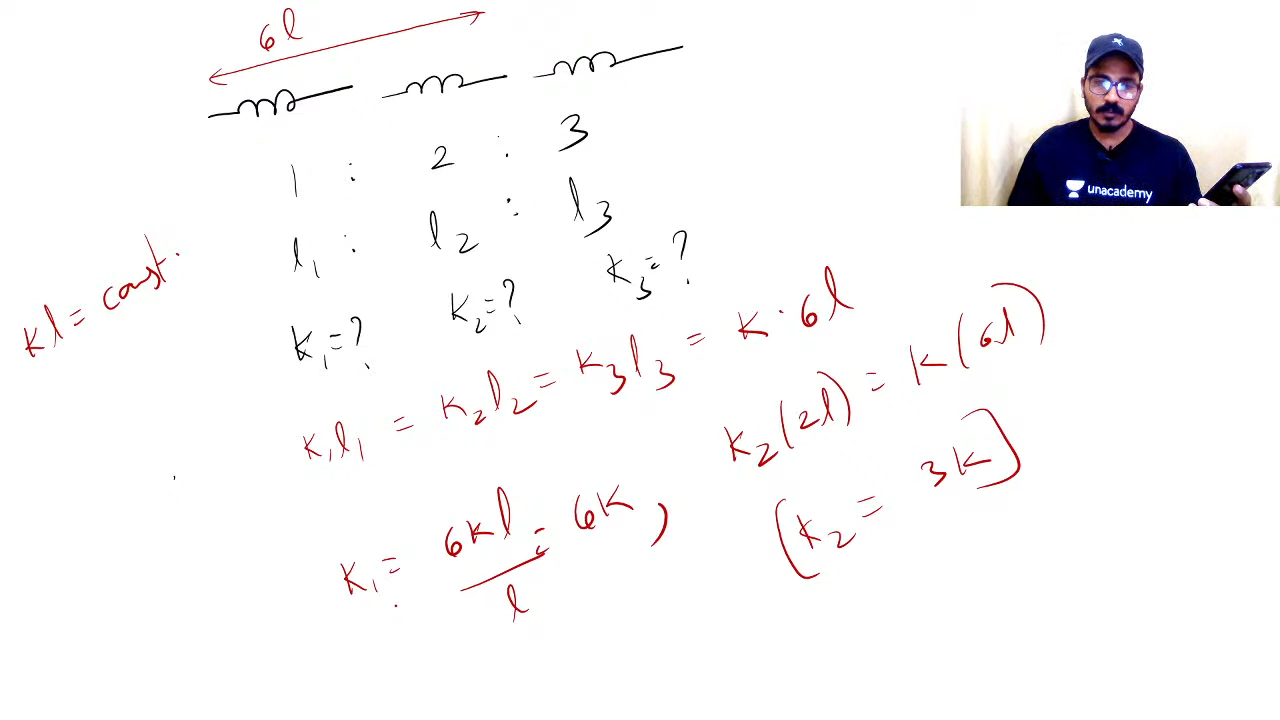 6l
1 : 2 : 3
l₁ : l₂ : l₃
k₁=? k₂=? k₃=?
kl = const.
k₁l₁ = k₂l₂ = k₃l₃ = k·6l
k₂(2l) = k(6l)
k₁ = 6kl/l = 6k,
[k₂ = 3k]
unacademy